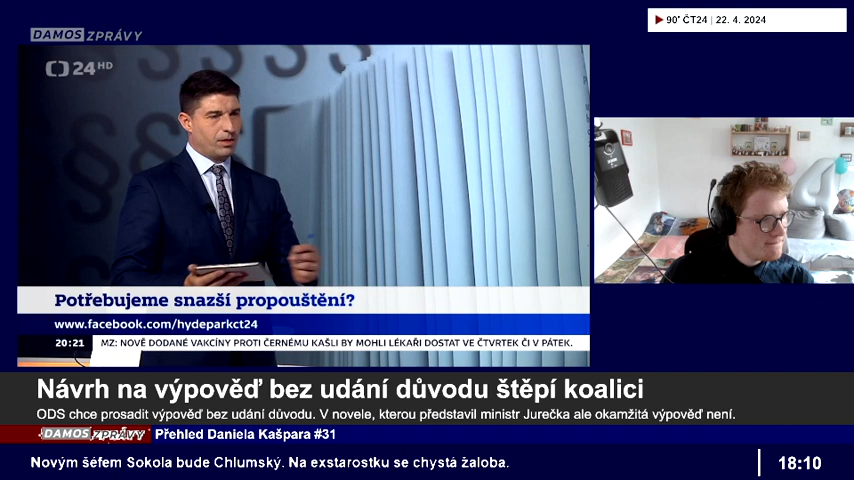 DAMOS ZPRÁVY
90' ČT24 | 22. 4. 2024
24 HD
§§§§
§§
Potřebujeme snazší propouštění?
www.facebook.com/hydeparkct24
20:21 MZ: NOVĚ DODANÉ VAKCÍNY PROTI ČERNÉMU KAŠLI BY MOHLI LÉKAŘI DOSTAT VE ČTVRTEK ČI V PÁTEK.
Návrh na výpověď bez udání důvodu štěpí koalici
ODS chce prosadit výpověď bez udání důvodu. V novele, kterou představil ministr Jurečka ale okamžitá výpověď není.
DAMOS ZPRÁVY Přehled Daniela Kašpara #31
Novým šéfem Sokola bude Chlumský. Na exstarostku se chystá žaloba.
18:10